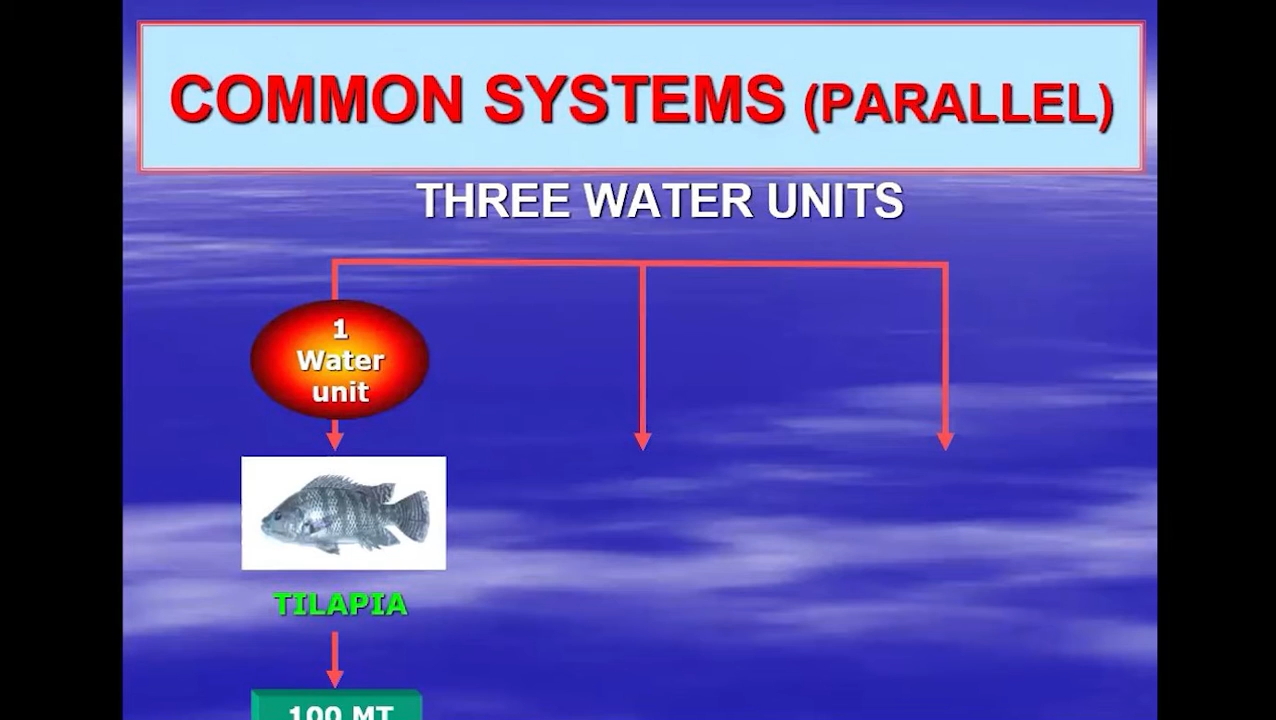 COMMON SYSTEMS (PARALLEL)
THREE WATER UNITS
1
Water
unit
TILAPIA
100 MT